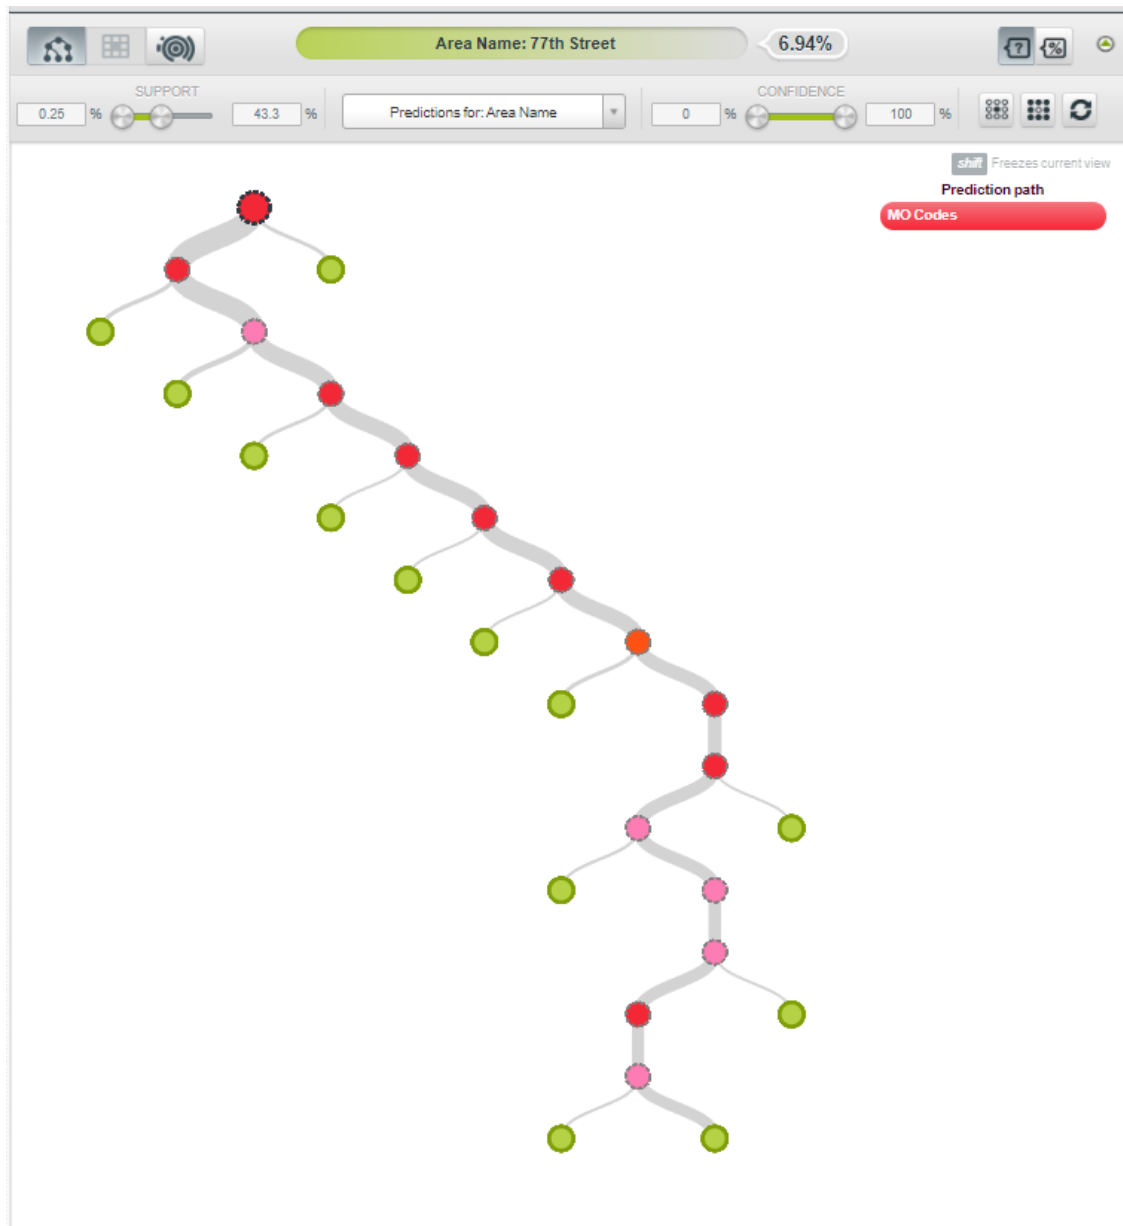 Area Name: 77th Street
6.94%
?
%
SUPPORT
CONFIDENCE
0.25 %
43.3 %
Predictions for: Area Name
0 %
100 %
shift Freezes current view
Prediction path
MO Codes